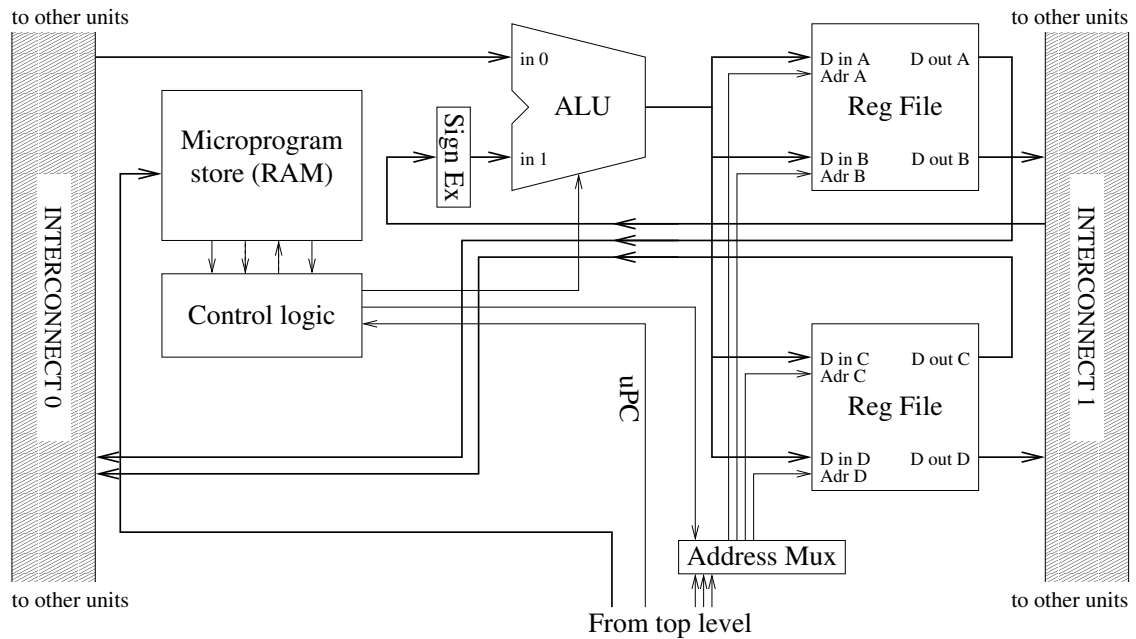 to other units
to other units
in 0
D in A
D out A
Adr A
ALU
Reg File
Microprogram
store (RAM)
Sign Ex
in 1
D in B
D out B
Adr B
INTERCONNECT 0
INTERCONNECT 1
Control logic
uPC
D in C
D out C
Adr C
Reg File
D in D
D out D
Adr D
Address Mux
to other units
From top level
to other units